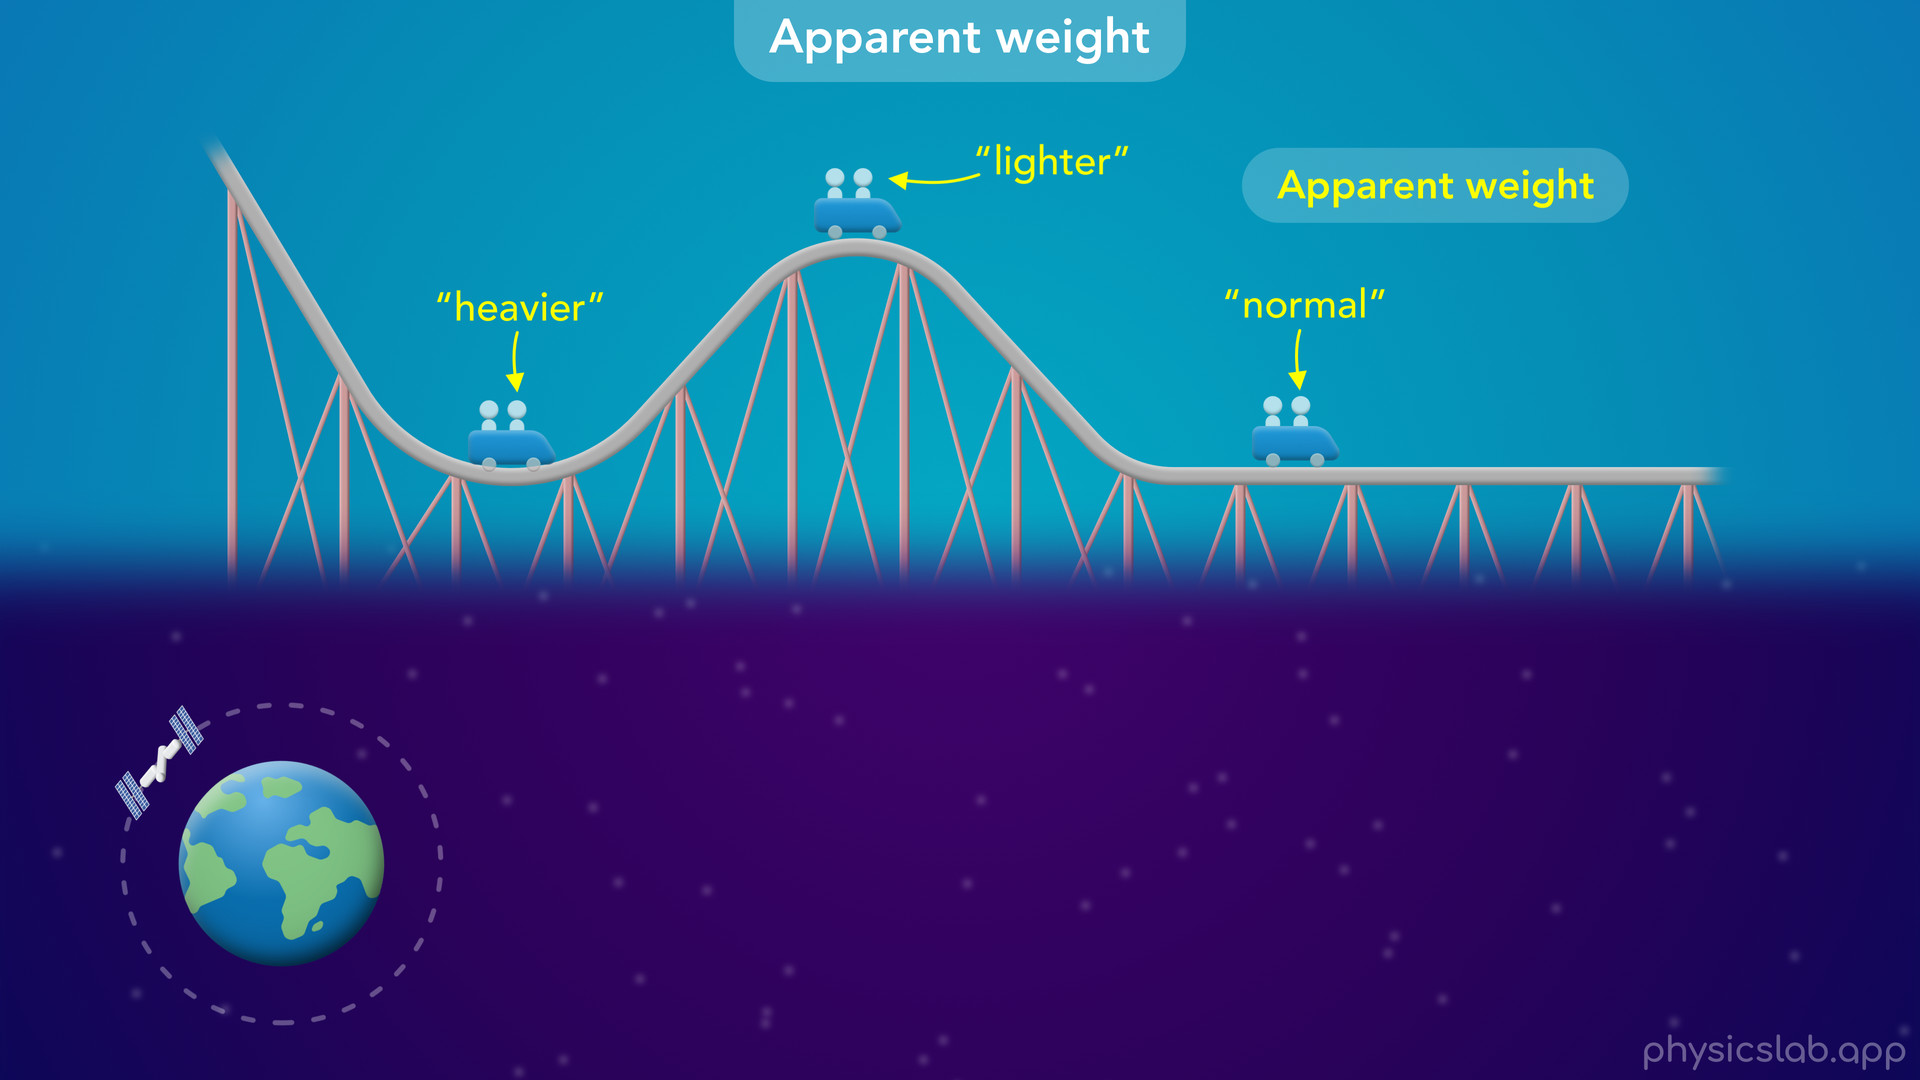 Apparent weight
“lighter”
Apparent weight
“heavier”
“normal”
physicslab.app